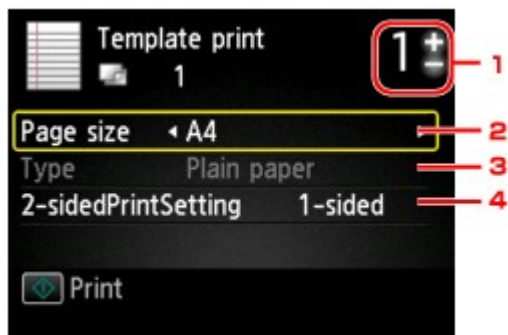 Template print
1
1 + -
1
Page size A4
2
Type Plain paper
3
2-sidedPrintSetting 1-sided
4
Print